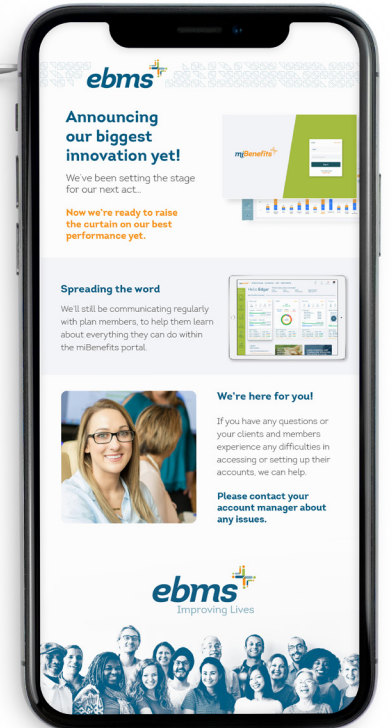 ebms
Announcing
our biggest
innovation yet!
We've been setting the stage
for our next act...
Now we're ready to raise
the curtain on our best
performance yet.
miBenefits
Spreading the word
We'll still be communicating regularly
with plan members, to help them learn
about everything they can do within
the miBenefits portal.
Hello Edgar
We're here for you!
If you have any questions or
your clients and members
experience any difficulties in
accessing or setting up their
accounts, we can help.
Please contact your
account manager about
any issues.
ebms
Improving Lives